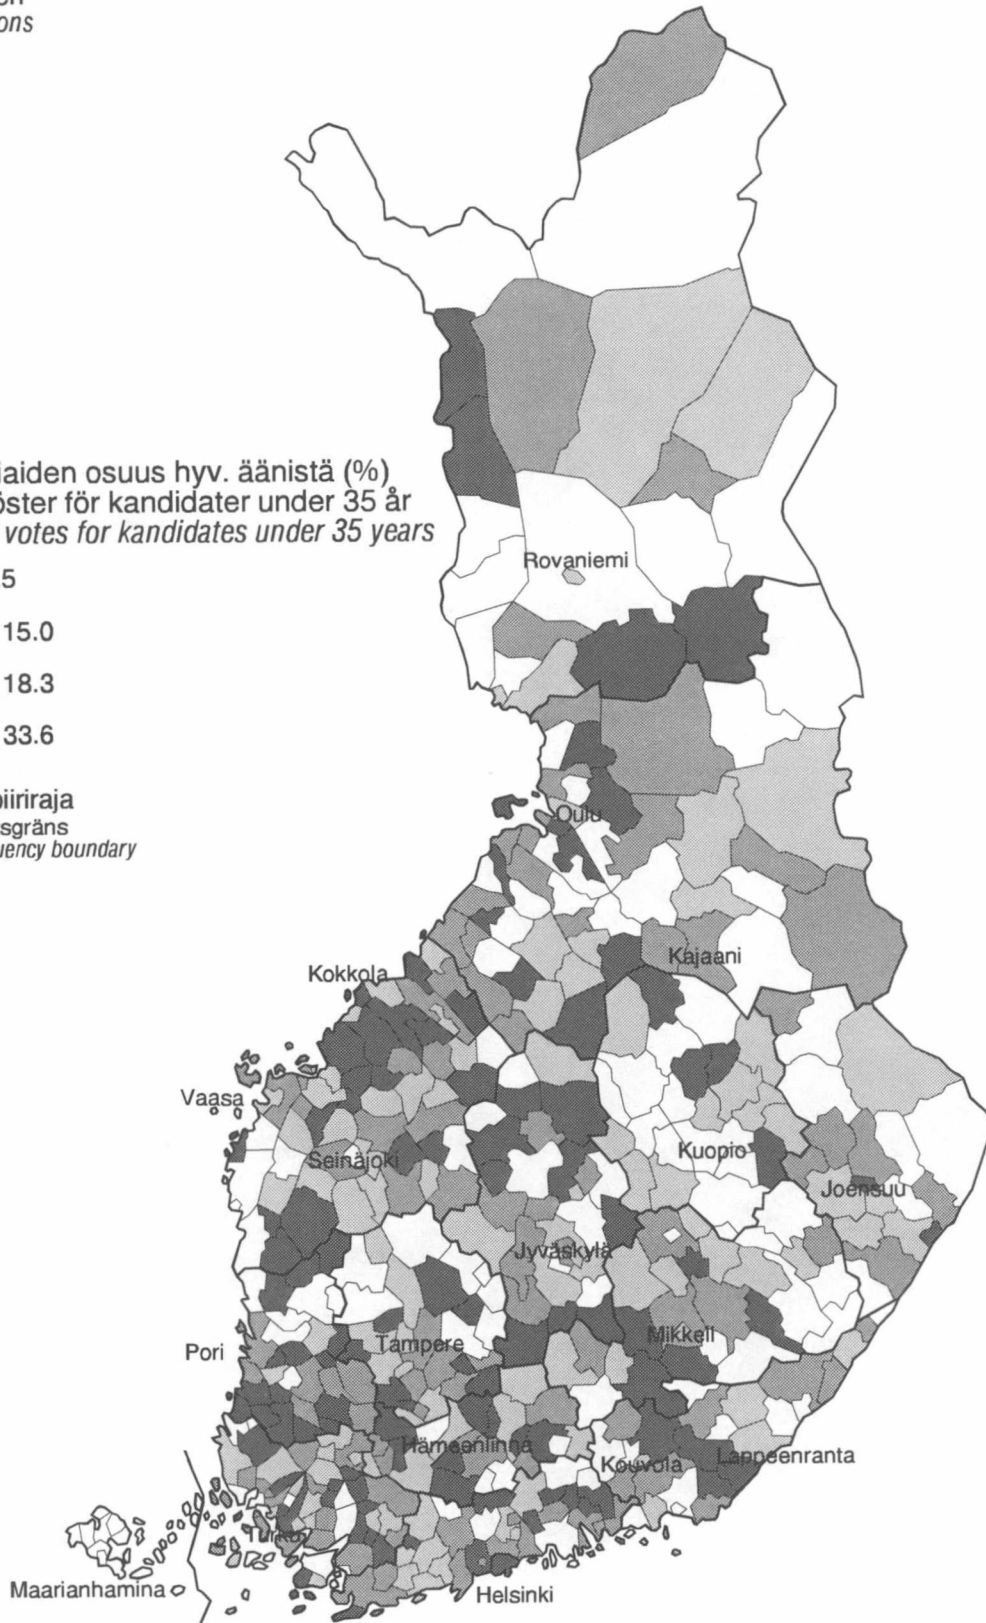 ons
iaiden osuus hyv. äänistä (%)
öster för kandidater under 35 år
votes for kandidates under 35 years
5
15.0
18.3
33.6
piiriraja
sgräns
uency boundary
Rovaniemi
Oulu
Kajaani
Kokkola
Vaasa
Seinäjoki
Kuopio
Joensuu
Jyväskylä
Mikkeli
Tampere
Pori
Hämeenlinna
Kouvola
Lappeenranta
Turku
Maarianhamina
Helsinki